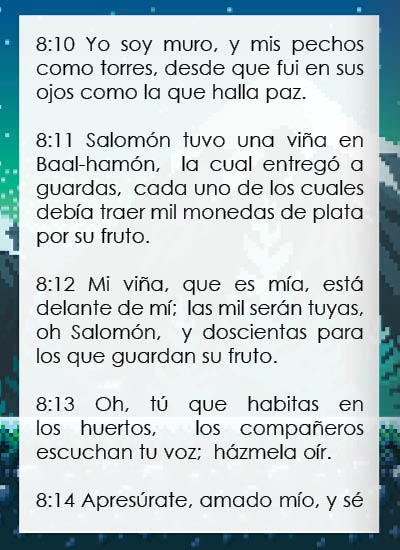 8:10 Yo soy muro, y mis pechos
como torres, desde que fui en sus
ojos como la que halla paz.
8:11 Salomón tuvo una viña en
Baal-hamón, la cual entregó a
guardas, cada uno de los cuales
debía traer mil monedas de plata
por su fruto.
8:12 Mi viña, que es mía, está
delante de mí; las mil serán tuyas,
oh Salomón, y doscientas para
los que guardan su fruto.
8:13 Oh, tú que habitas en
los huertos, los compañeros
escuchan tu voz; házmela oír.
8:14 Apresúrate, amado mío, y sé